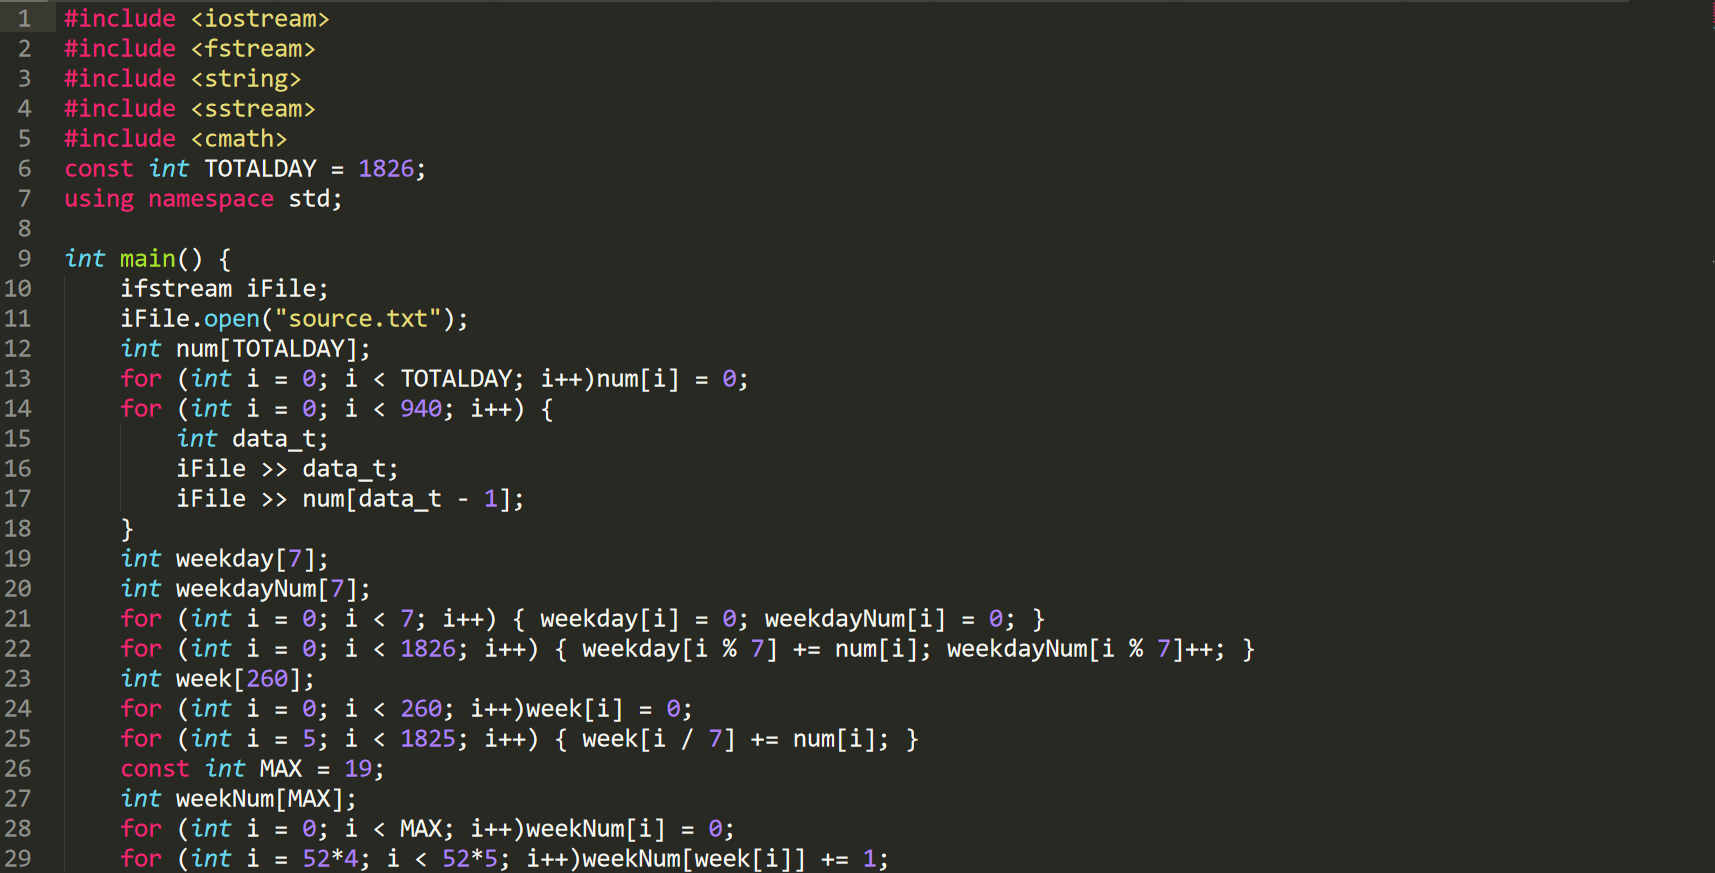 1 #include <iostream>
2 #include <fstream>
3 #include <string>
4 #include <sstream>
5 #include <cmath>
6 const int TOTALDAY = 1826;
7 using namespace std;
8
9 int main() {
10     ifstream iFile;
11     iFile.open("source.txt");
12     int num[TOTALDAY];
13     for (int i = 0; i < TOTALDAY; i++)num[i] = 0;
14     for (int i = 0; i < 940; i++) {
15         int data_t;
16         iFile >> data_t;
17         iFile >> num[data_t - 1];
18     }
19     int weekday[7];
20     int weekdayNum[7];
21     for (int i = 0; i < 7; i++) { weekday[i] = 0; weekdayNum[i] = 0; }
22     for (int i = 0; i < 1826; i++) { weekday[i % 7] += num[i]; weekdayNum[i % 7]++; }
23     int week[260];
24     for (int i = 0; i < 260; i++)week[i] = 0;
25     for (int i = 5; i < 1825; i++) { week[i / 7] += num[i]; }
26     const int MAX = 19;
27     int weekNum[MAX];
28     for (int i = 0; i < MAX; i++)weekNum[i] = 0;
29     for (int i = 52*4; i < 52*5; i++)weekNum[week[i]] += 1;